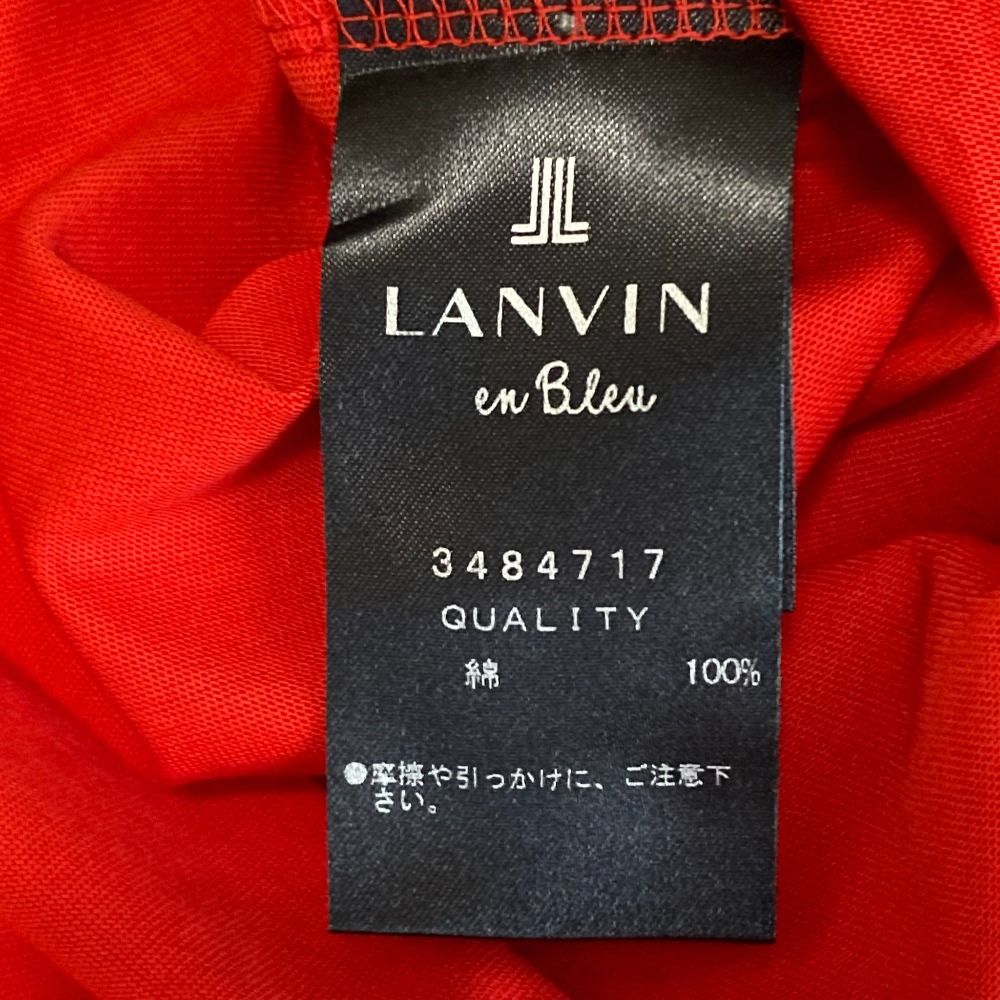 LANVIN
en Bleu
3484717
QUALITY
綿 100%
●摩擦や引っかけに、ご注意下
さい。